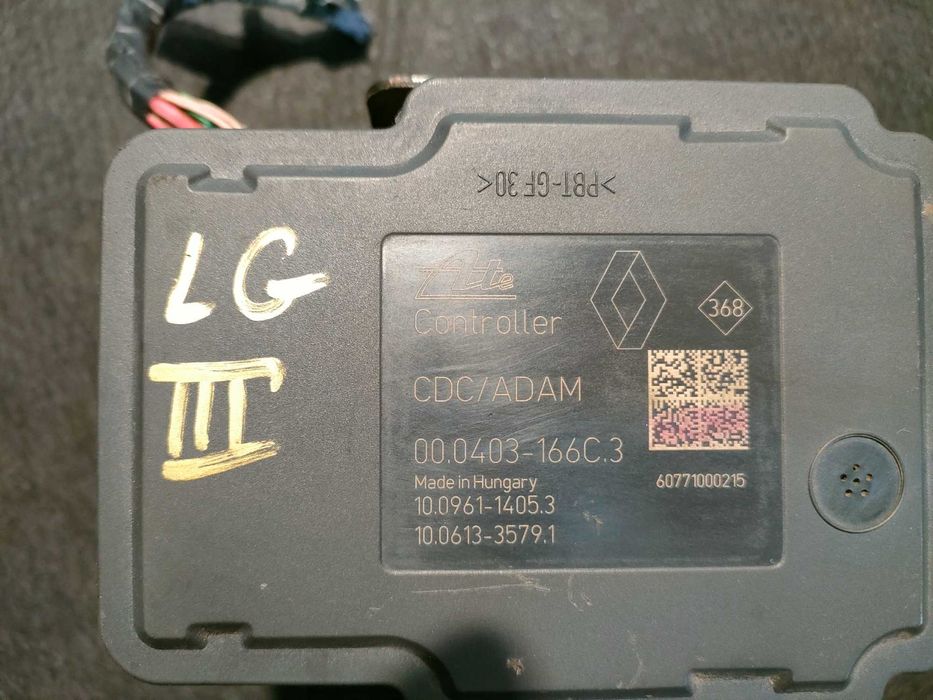 >PBT-GF30<
LG
III
Ate
368
Controller
CDC/ADAM
00.0403-166C.3
Made in Hungary
60771000215
10.0961-1405.3
10.0613-3579.1